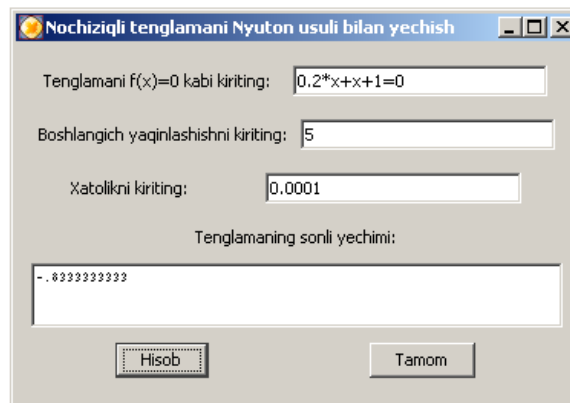 Nochiziqli tenglamani Nyuton usuli bilan yechish
Tenglamani f(x)=0 kabi kiriting: 0.2*x+x+1=0
Boshlangich yaqinlashishni kiriting: 5
Xatolikni kiriting: 0.0001
Tenglamaning sonli yechimi:
-.8333333333
Hisob Tamom